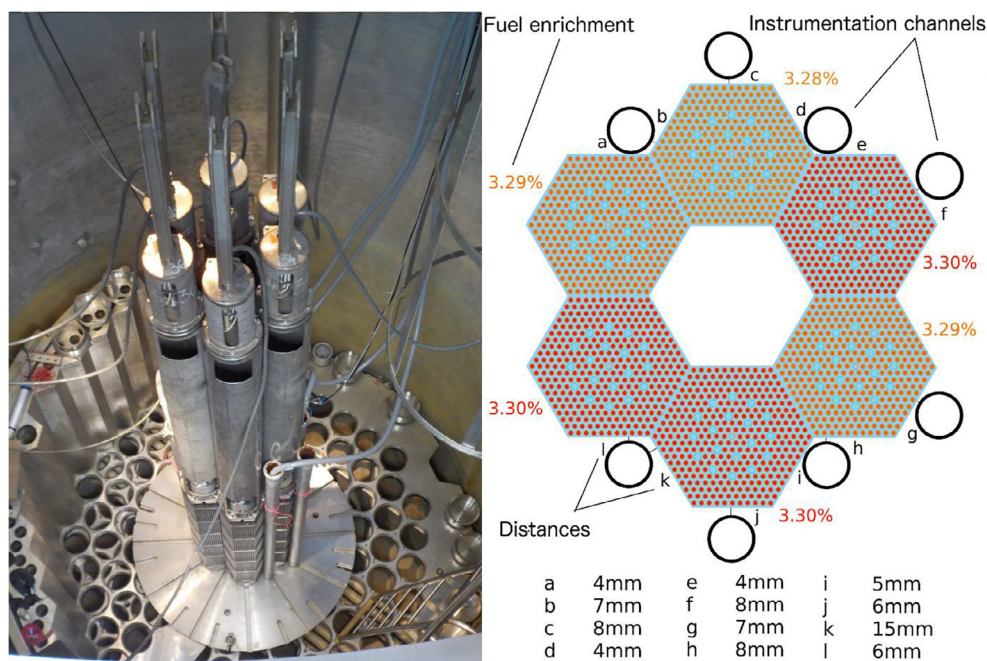 Fuel enrichment
Instrumentation channels
c
3.28%
b
d
a
e
3.29%
f
3.30%
3.29%
3.30%
l
g
h
k
i
Distances
j
3.30%
a 4mm e 4mm i 5mm
b 7mm f 8mm j 6mm
c 8mm g 7mm k 15mm
d 4mm h 8mm l 6mm